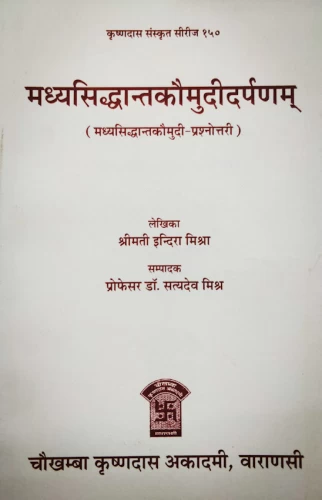 कृष्णदास संस्कृत सीरीज १५०
मध्यसिद्धान्तकौमुदीदर्पणम्
( मध्यसिद्धान्तकौमुदी-प्रश्नोत्तरी )
लेखिका
श्रीमती इन्दिरा मिश्रा
सम्पादक
प्रोफेसर डॉ. सत्यदेव मिश्र
चौखम्बा कृष्णदास अकादमी, वाराणसी